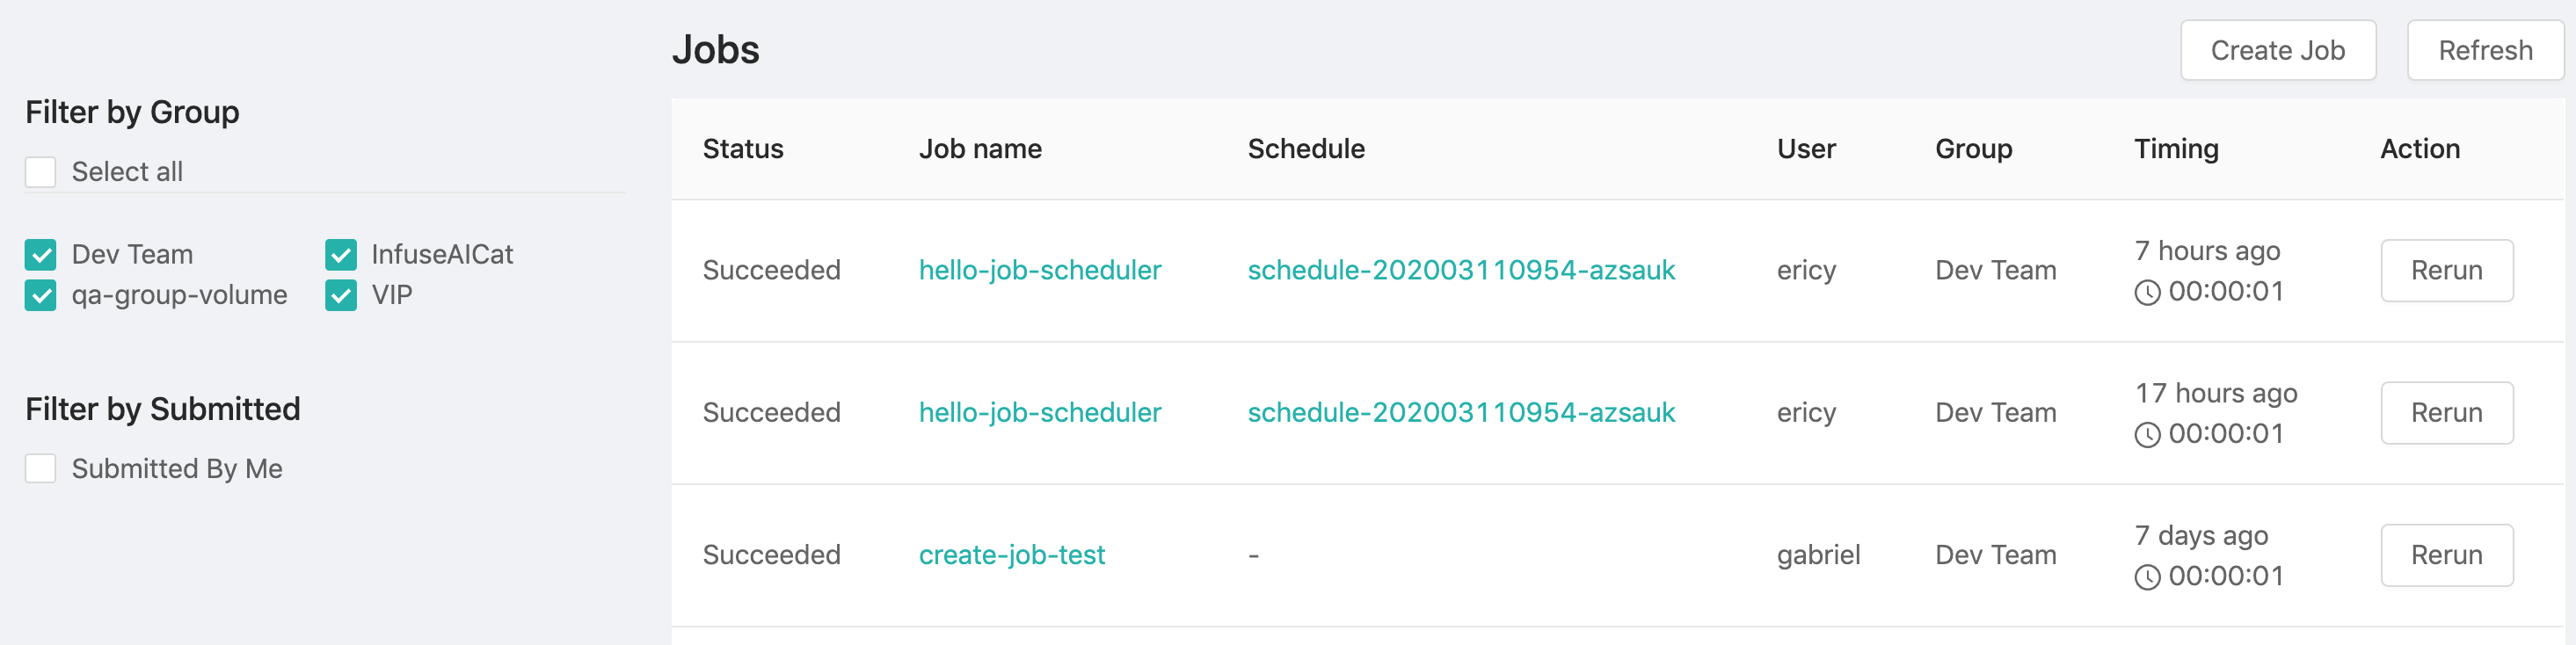 Jobs
Create Job
Refresh
Filter by Group
Select all
Dev Team
InfuseAICat
qa-group-volume
VIP
Filter by Submitted
Submitted By Me
Status Job name Schedule User Group Timing Action
Succeeded hello-job-scheduler schedule-202003110954-azsauk ericy Dev Team 7 hours ago Rerun
00:00:01
Succeeded hello-job-scheduler schedule-202003110954-azsauk ericy Dev Team 17 hours ago Rerun
00:00:01
Succeeded create-job-test - gabriel Dev Team 7 days ago Rerun
00:00:01